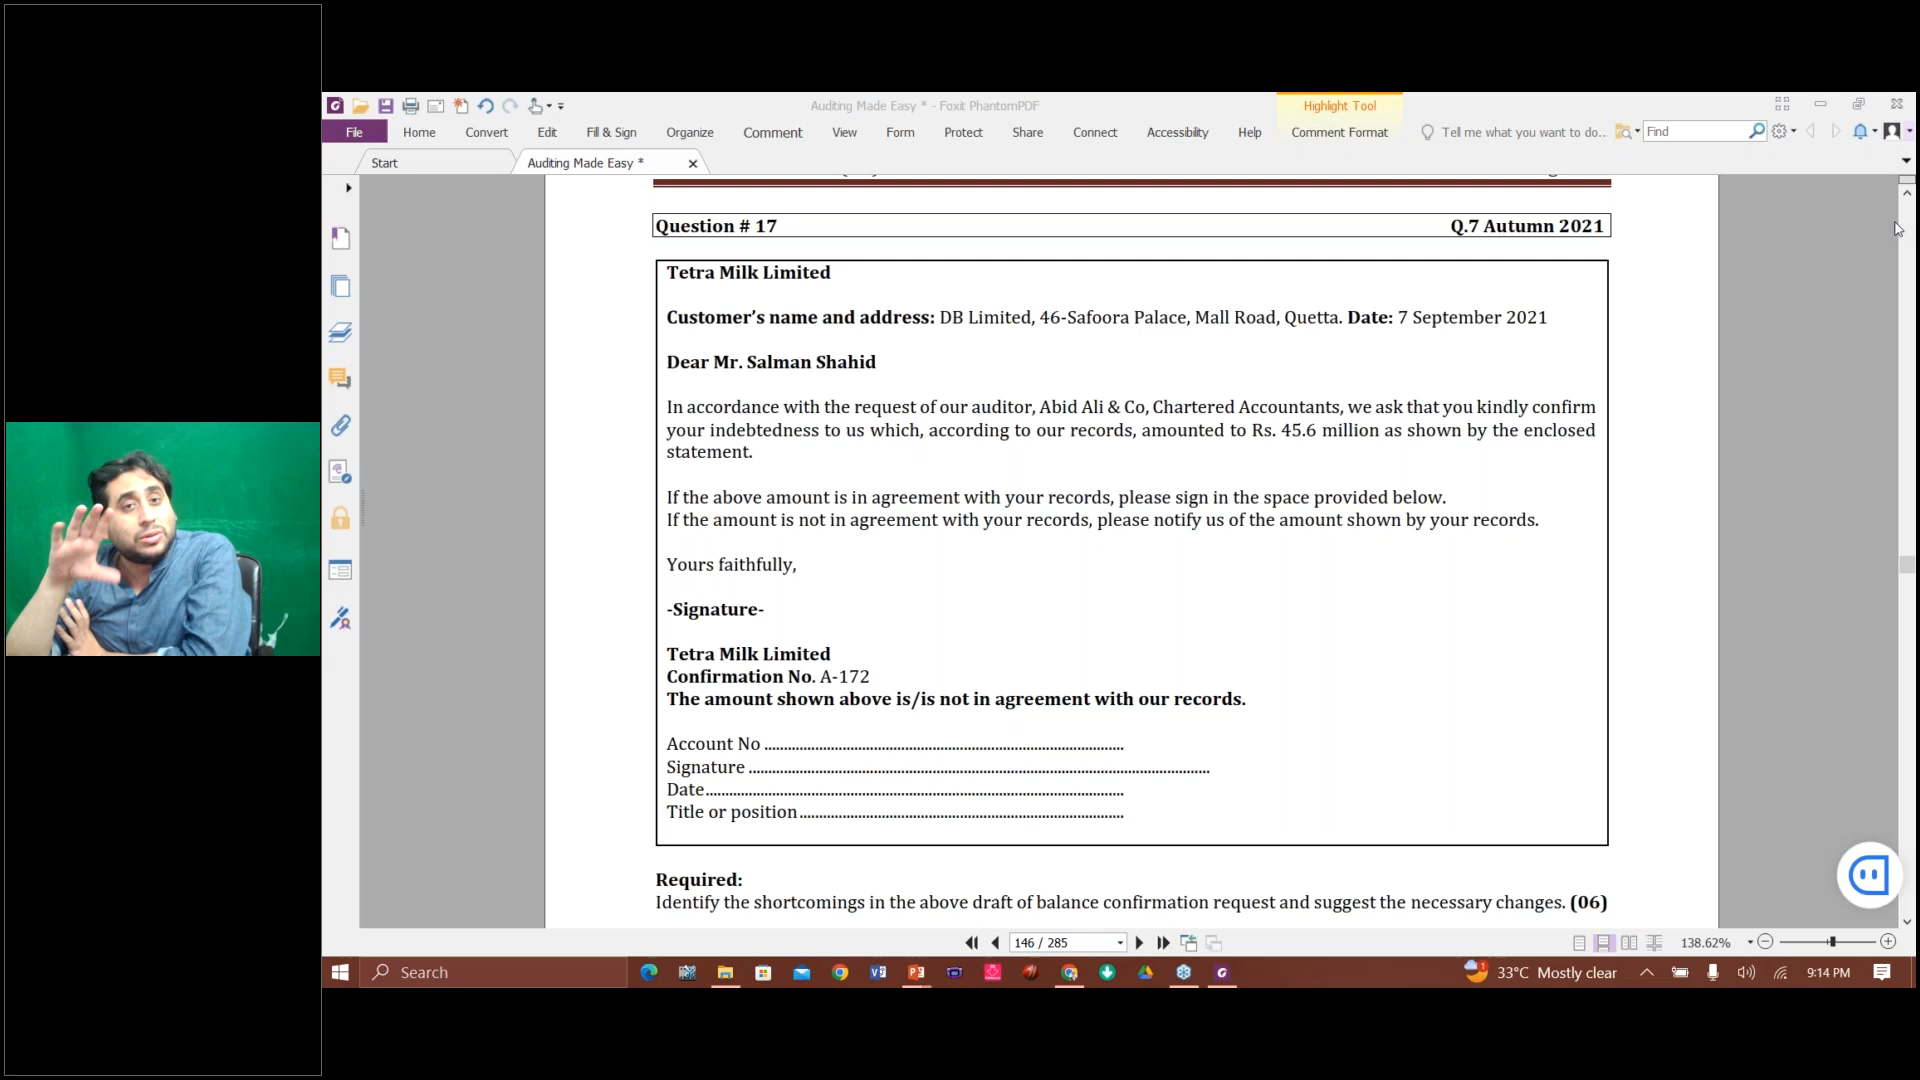 Auditing Made Easy * - Foxit PhantomPDF
Highlight Tool
File Home Convert Edit Fill & Sign Organize Comment View Form Protect Share Connect Accessibility Help Comment Format Tell me what you want to do.. Find
Start Auditing Made Easy *
Question # 17 Q.7 Autumn 2021
Tetra Milk Limited
Customer’s name and address: DB Limited, 46-Safoora Palace, Mall Road, Quetta. Date: 7 September 2021
Dear Mr. Salman Shahid
In accordance with the request of our auditor, Abid Ali & Co, Chartered Accountants, we ask that you kindly confirm
your indebtedness to us which, according to our records, amounted to Rs. 45.6 million as shown by the enclosed
statement.
If the above amount is in agreement with your records, please sign in the space provided below.
If the amount is not in agreement with your records, please notify us of the amount shown by your records.
Yours faithfully,
-Signature-
Tetra Milk Limited
Confirmation No. A-172
The amount shown above is/is not in agreement with our records.
Account No ................................................................................
Signature ................................................................................
Date................................................................................
Title or position................................................................................
Required:
Identify the shortcomings in the above draft of balance confirmation request and suggest the necessary changes. (06)
146 / 285 138.62%
Search 33°C Mostly clear 9:14 PM